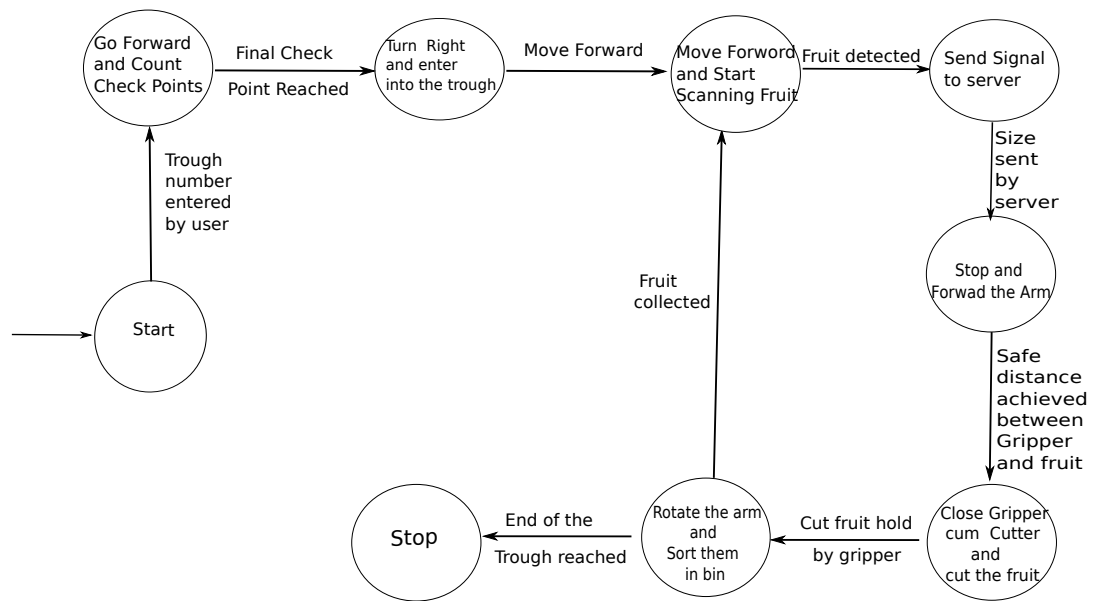 Go Forward
and Count
Check Points
Final Check
Point Reached
Turn Right
and enter
into the trough
Move Forward
Move Forword
and Start
Scanning Fruit
Fruit detected
Send Signal
to server
Trough
number
entered
by user
Size
sent
by
server
Start
Fruit
collected
Stop and
Forwad the Arm
Safe
distance
achieved
between
Gripper
and fruit
Stop
End of the
Trough reached
Rotate the arm
and
Sort them
in bin
Cut fruit hold
by gripper
Close Gripper
cum Cutter
and
cut the fruit